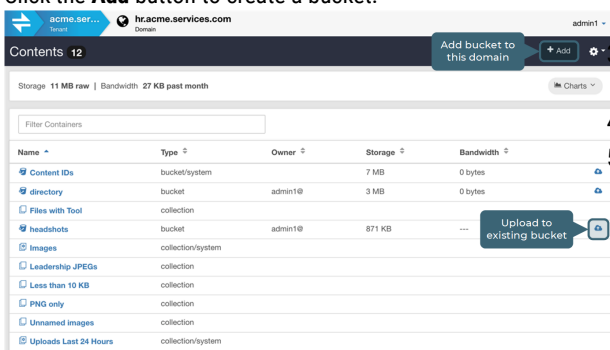 Click the Add button to create a bucket.
acme.ser... hr.acme.services.com admin1
Tenant Domain
Contents 12 Add bucket to this domain + Add
Storage 11 MB raw | Bandwidth 27 KB past month Charts
Filter Containers
Name Type Owner Storage Bandwidth
Content IDs bucket/system 7 MB 0 bytes
directory bucket admin1@ 3 MB 0 bytes
Files with Tool collection
headshots bucket admin1@ 871 KB --- Upload to existing bucket
Images collection/system
Leadership JPEGs collection
Less than 10 KB collection
PNG only collection
Unnamed images collection
Uploads Last 24 Hours collection/system